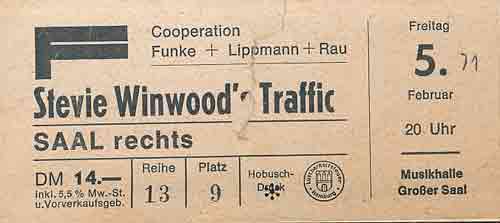 Cooperation
Funke + Lippmann + Rau
Stevie Winwood's Traffic
SAAL rechts
DM 14.—
inkl. 5,5 % Mw.-St.
u. Vorverkaufsgeb.
Reihe
13
Platz
9
Hobusch-
Druck
Freitag
5. 71
Februar
20 Uhr
Musikhalle
Großer Saal